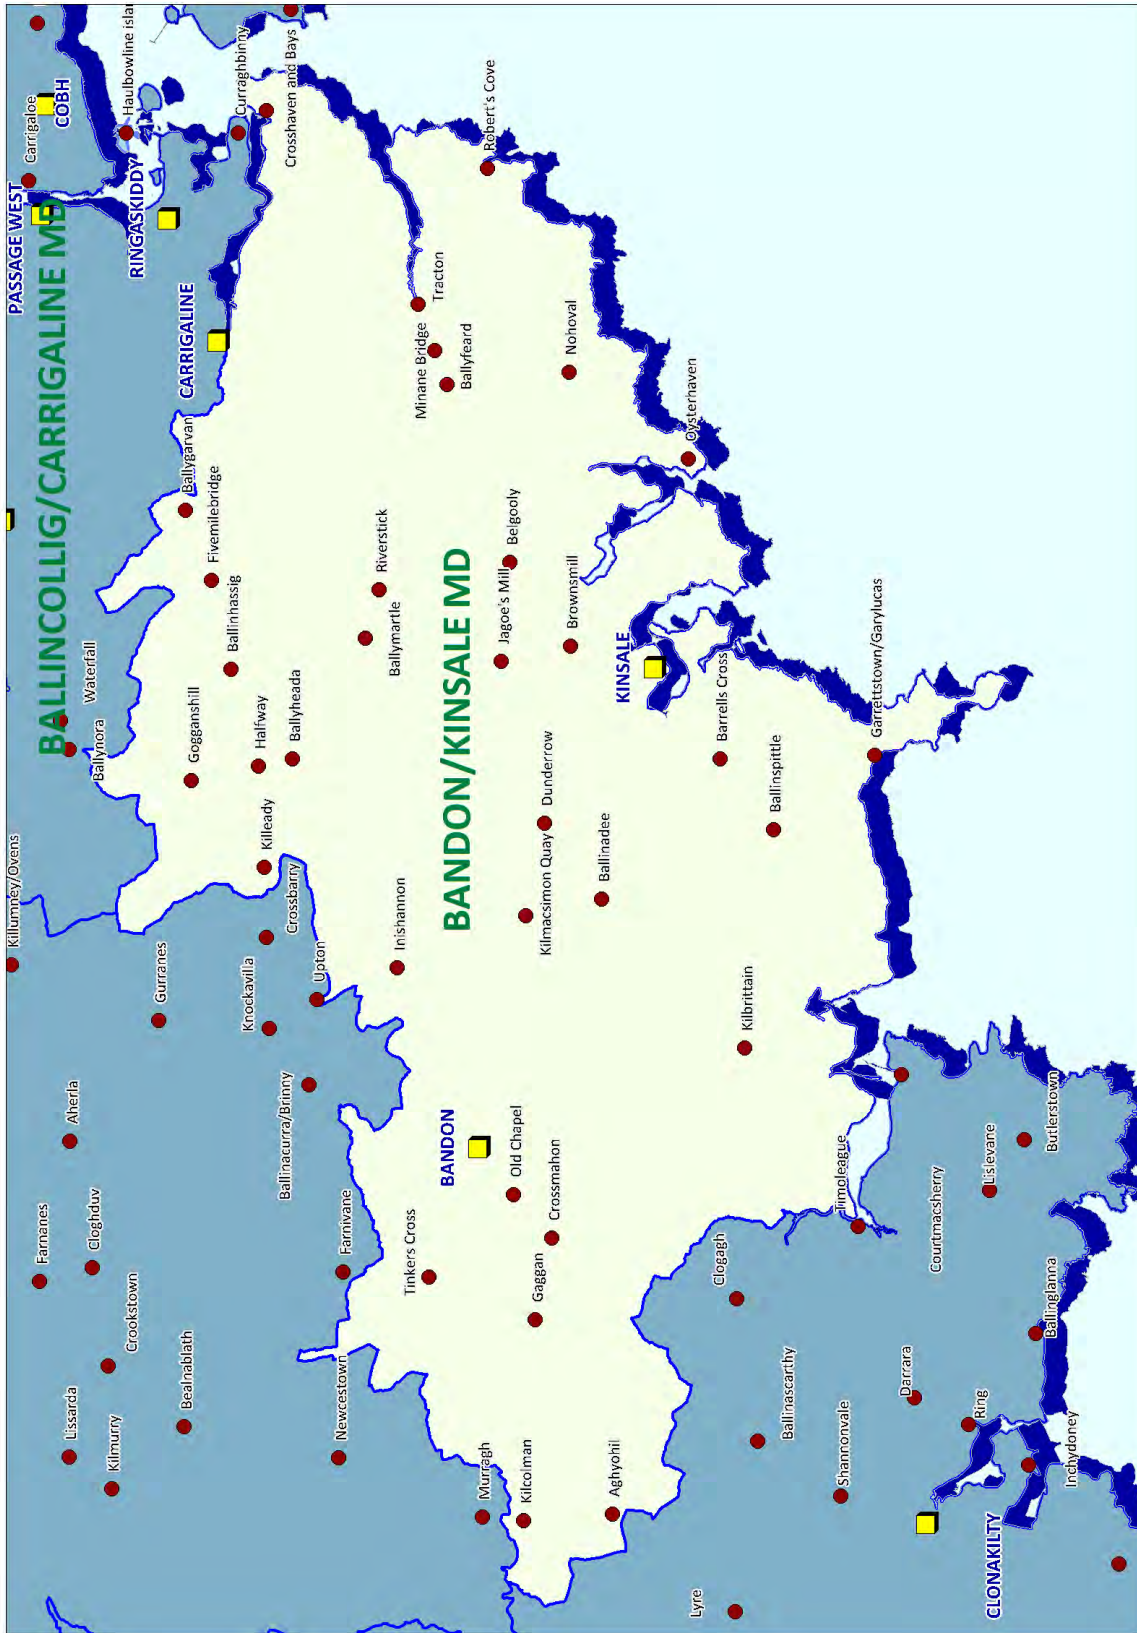 PASSAGE WEST
Carrigaloe
COBH
Haulbowline islan
RINGASKIDDY
Curraghbinny
Crosshaven and Bays
BALLINCOLLIG/CARRIGALINE MD
CARRIGALINE
Robert's Cove
Tracton
Minane Bridge
Ballyfeard
Nohoval
Oysterhaven
Ballygarvan
Fivemilebridge
Ballinhassig
Riverstick
Ballymartle
Belgooly
Jagoe's Mill
Brownsmill
KINSALE
Waterfall
Ballynora
Gogganshill
Halfway
Ballyheada
Killeady
BANDON/KINSALE MD
Dunderrow
Kilmacsimon Quay
Ballinadee
Barrells Cross
Ballinspittle
Garrettstown/Garylucas
Killumney/Ovens
Gurranes
Crossbarry
Knockavilla
Upton
Inishannon
Kilbrittain
Aherla
Ballinacurra/Brinny
BANDON
Old Chapel
Crossmahon
Farnanes
Cloghduv
Crookstown
Farnivane
Tinkers Cross
Gaggan
Timoleague
Courtmacsherry
Lislevane
Butlerstown
Clogagh
Ballinglanna
Lissarda
Kilmurry
Bealnablath
Newcestown
Murragh
Kilcolman
Aghyohil
Ballinascarthy
Shannonvale
Darrara
Ring
Inchydoney
CLONAKILTY
Lyre